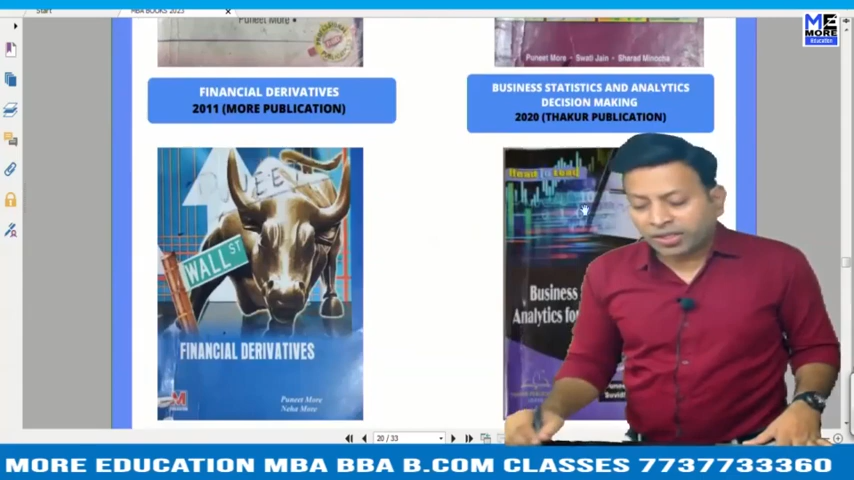 Start
MBA BOOKS 2023
ME
MORE
Education
Puneet More
Puneet More - Swati Jain - Sharad Minocha
FINANCIAL DERIVATIVES
2011 (MORE PUBLICATION)
BUSINESS STATISTICS AND ANALYTICS
DECISION MAKING
2020 (THAKUR PUBLICATION)
WALL ST
FINANCIAL DERIVATIVES
Puneet More
Neha More
Business
Analytics for
20 / 33
MORE EDUCATION MBA BBA B.COM CLASSES 7737733360